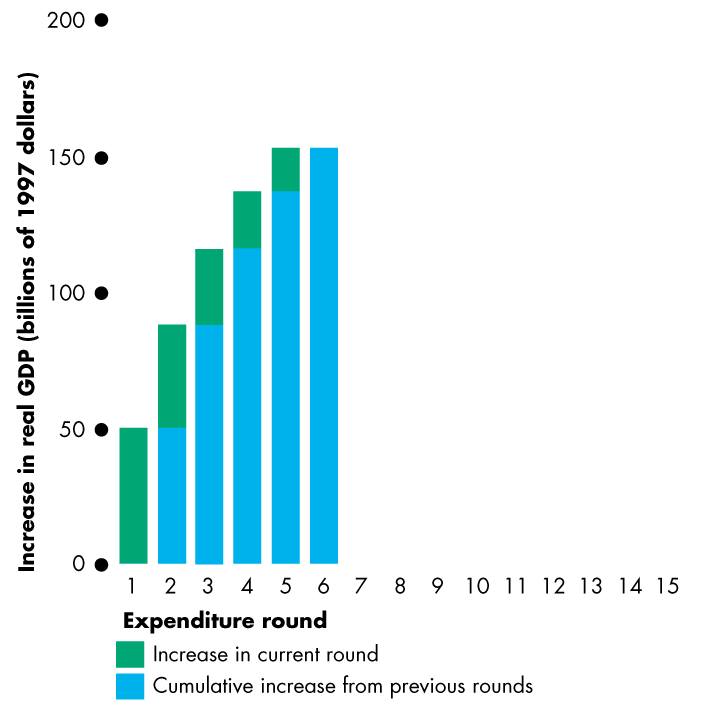 200
150
100
50
0
Increase in real GDP (billions of 1997 dollars)
1 2 3 4 5 6 7 8 9 10 11 12 13 14 15
Expenditure round
Increase in current round
Cumulative increase from previous rounds